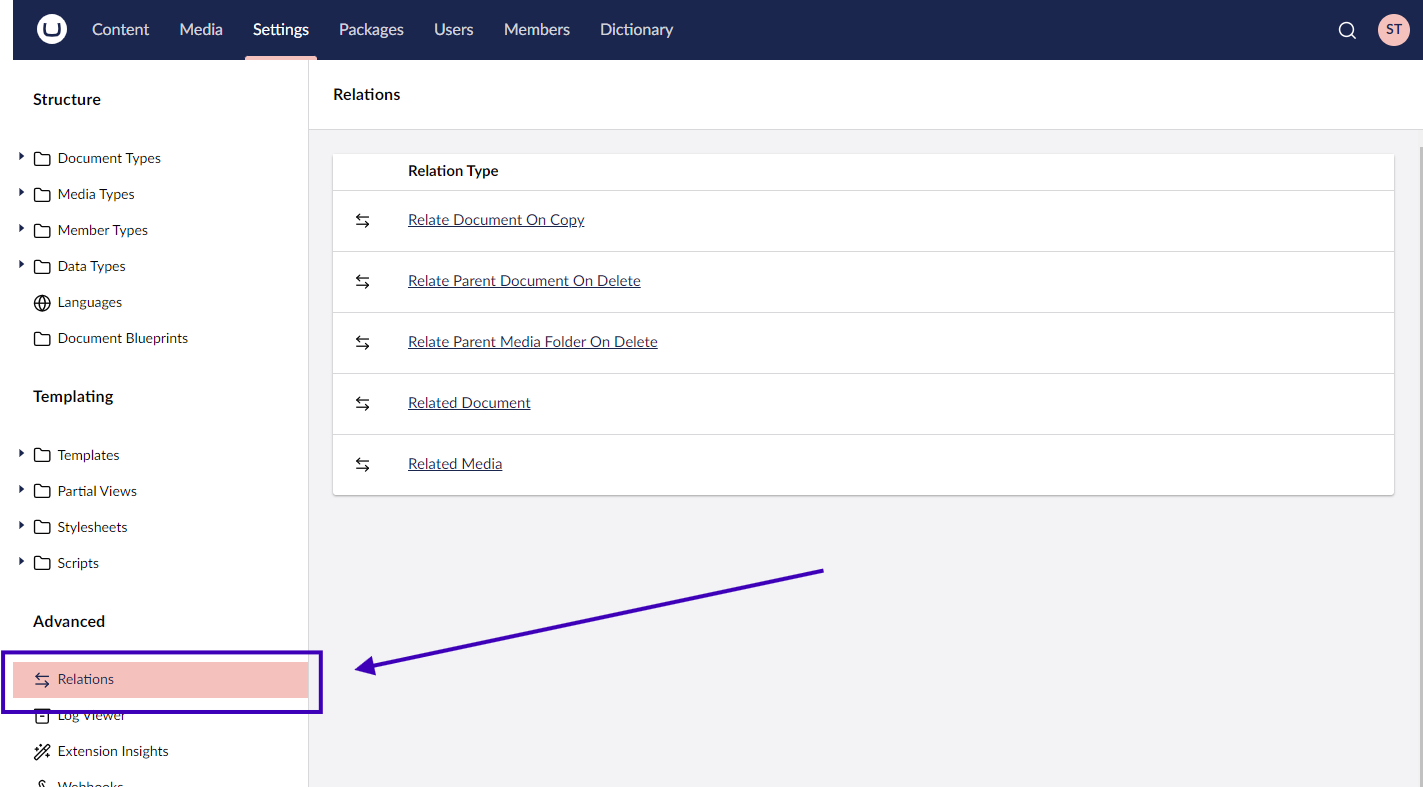 Content Media Settings Packages Users Members Dictionary ST
Structure
Document Types
Media Types
Member Types
Data Types
Languages
Document Blueprints
Templating
Templates
Partial Views
Stylesheets
Scripts
Advanced
Relations
Log Viewer
Extension Insights
Webhooks
Relations
Relation Type
Relate Document On Copy
Relate Parent Document On Delete
Relate Parent Media Folder On Delete
Related Document
Related Media